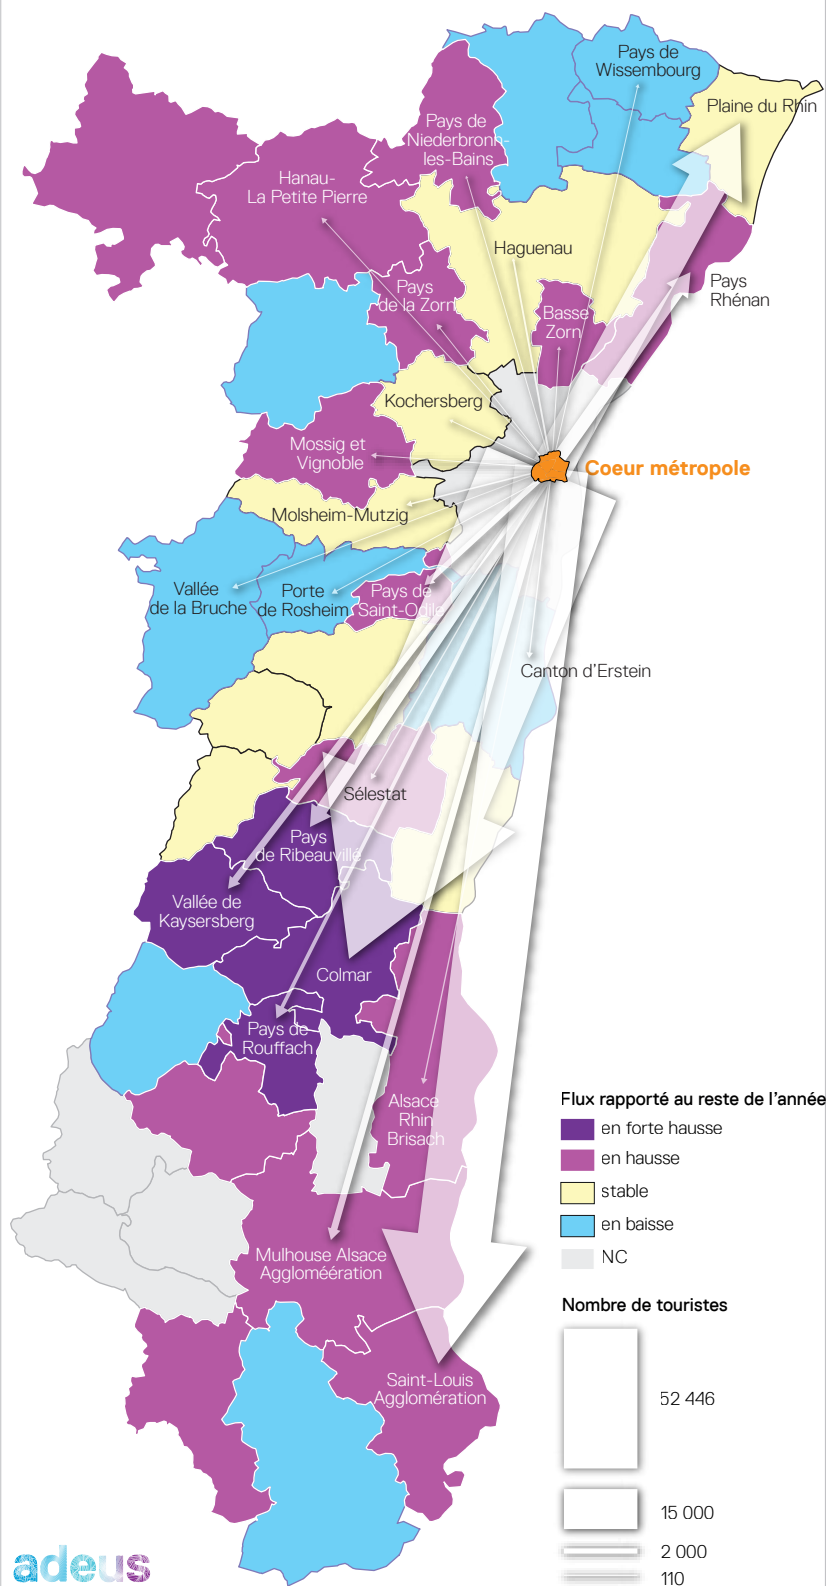 Pays de
Wissembourg
Plaine du Rhin
Pays de
Niederbronn-
les-Bains
Hanau-
La Petite Pierre
Haguenau
Pays
Rhénan
Pays
de la Zorn
Basse
Zorn
Kochersberg
Mossig et
Vignoble
Coeur métropole
Molsheim-Mutzig
Vallée
de la Bruche
Porte
de Rosheim
Pays de
Saint-Odile
Canton d'Erstein
Sélestat
Pays
de Ribeauvillé
Vallée de
Kaysersberg
Colmar
Pays de
Rouffach
Alsace
Rhin
Brisach
Mulhouse Alsace
Aggloméération
Saint-Louis
Agglomération
Flux rapporté au reste de l'année
en forte hausse
en hausse
stable
en baisse
NC
Nombre de touristes
52 446
15 000
2 000
110
adeus